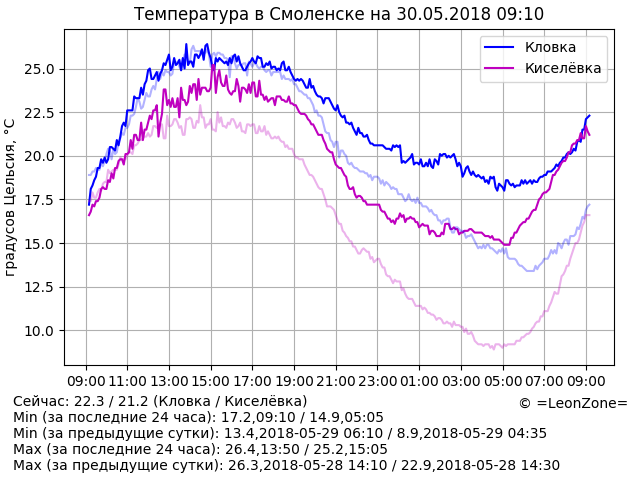 Температура в Смоленске на 30.05.2018 09:10
Кловка
Киселёвка
градусов Цельсия, °C
25.0
22.5
20.0
17.5
15.0
12.5
10.0
09:00 11:00 13:00 15:00 17:00 19:00 21:00 23:00 01:00 03:00 05:00 07:00 09:00
Сейчас: 22.3 / 21.2 (Кловка / Киселёвка)
© =LeonZone=
Min (за последние 24 часа): 17.2,09:10 / 14.9,05:05
Min (за предыдущие сутки): 13.4,2018-05-29 06:10 / 8.9,2018-05-29 04:35
Max (за последние 24 часа): 26.4,13:50 / 25.2,15:05
Max (за предыдущие сутки): 26.3,2018-05-28 14:10 / 22.9,2018-05-28 14:30